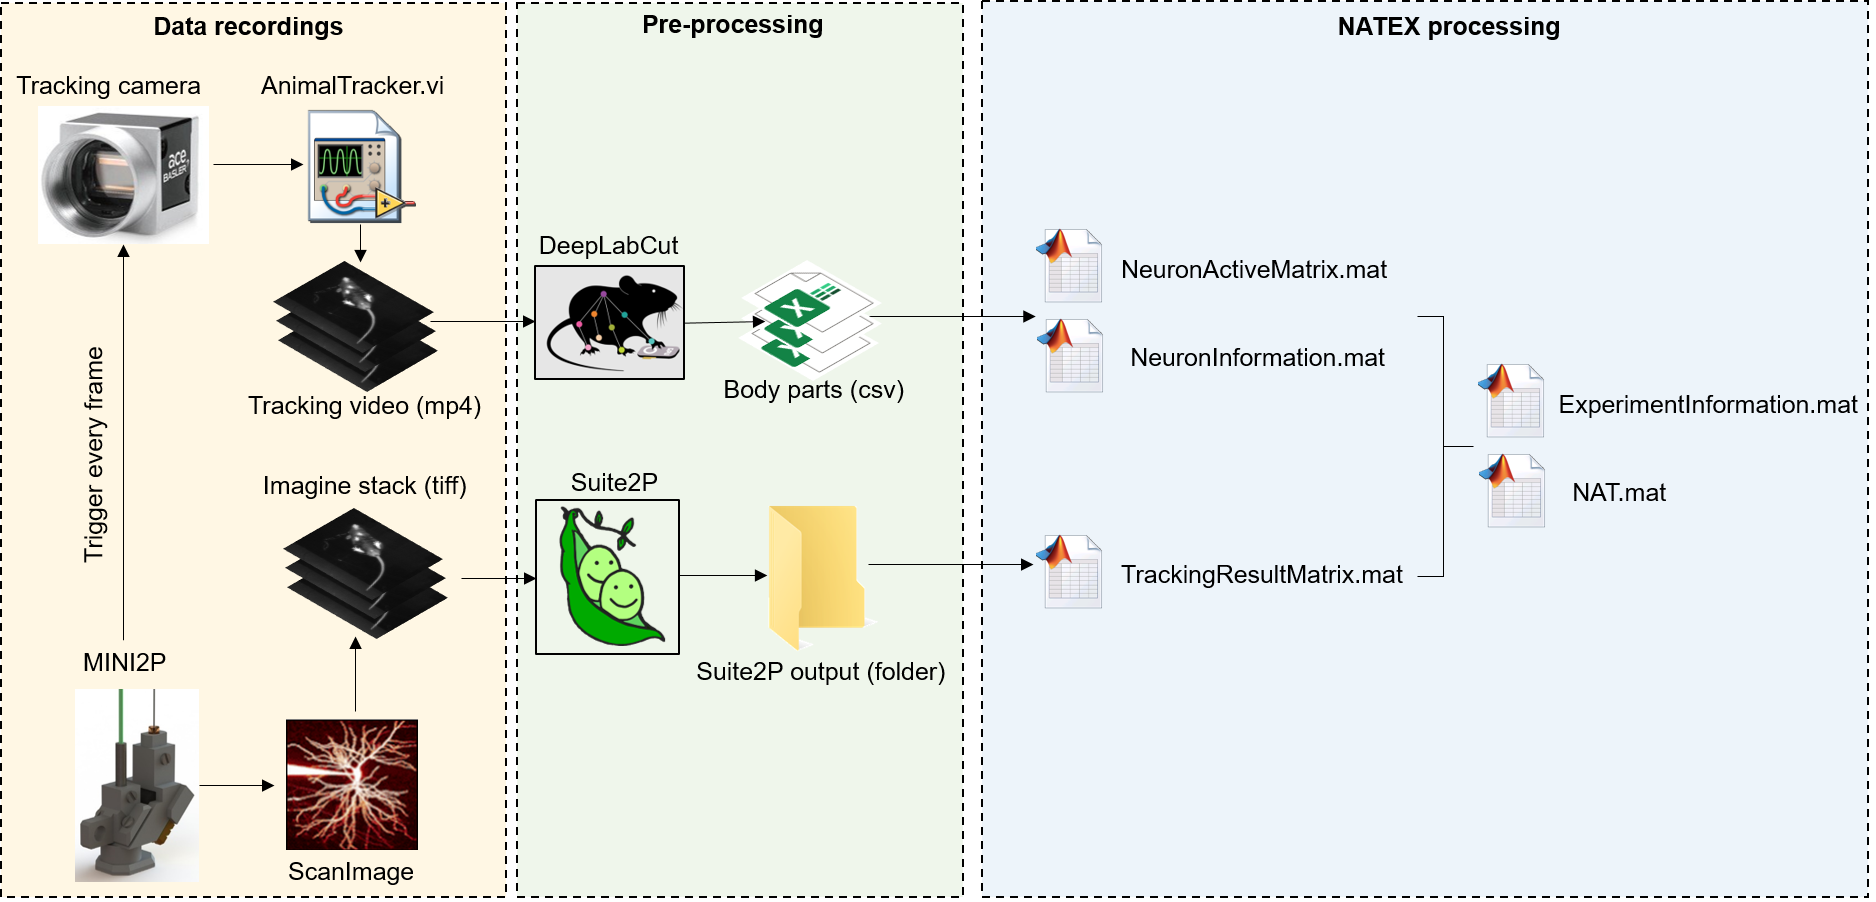 Data recordings
Pre-processing
NATEX processing
Tracking camera
AnimalTracker.vi
ace
BASLER
Trigger every frame
Tracking video (mp4)
Imagine stack (tiff)
MINI2P
ScanImage
DeepLabCut
Body parts (csv)
Suite2P
Suite2P output (folder)
NeuronActiveMatrix.mat
NeuronInformation.mat
TrackingResultMatrix.mat
ExperimentInformation.mat
NAT.mat